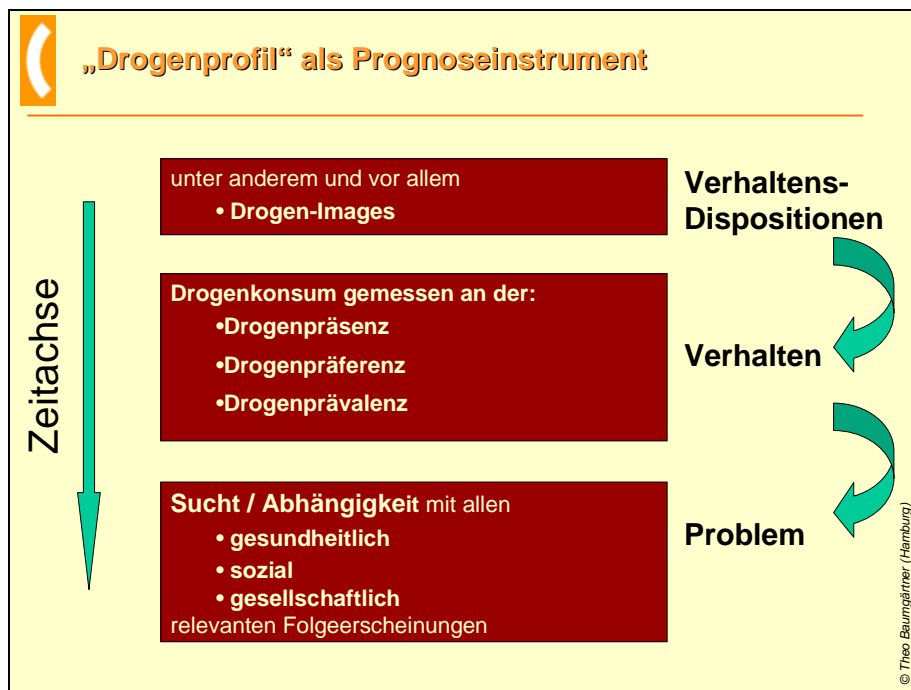 „Drogenprofil“ als Prognoseinstrument
Zeitachse
unter anderem und vor allem
• Drogen-Images
Verhaltens-
Dispositionen
Drogenkonsum gemessen an der:
•Drogenpräsenz
•Drogenpräferenz
•Drogenprävalenz
Verhalten
Sucht / Abhängigkeit mit allen
• gesundheitlich
• sozial
• gesellschaftlich
relevanten Folgeerscheinungen
Problem
© Theo Baumgärtner (Hamburg)